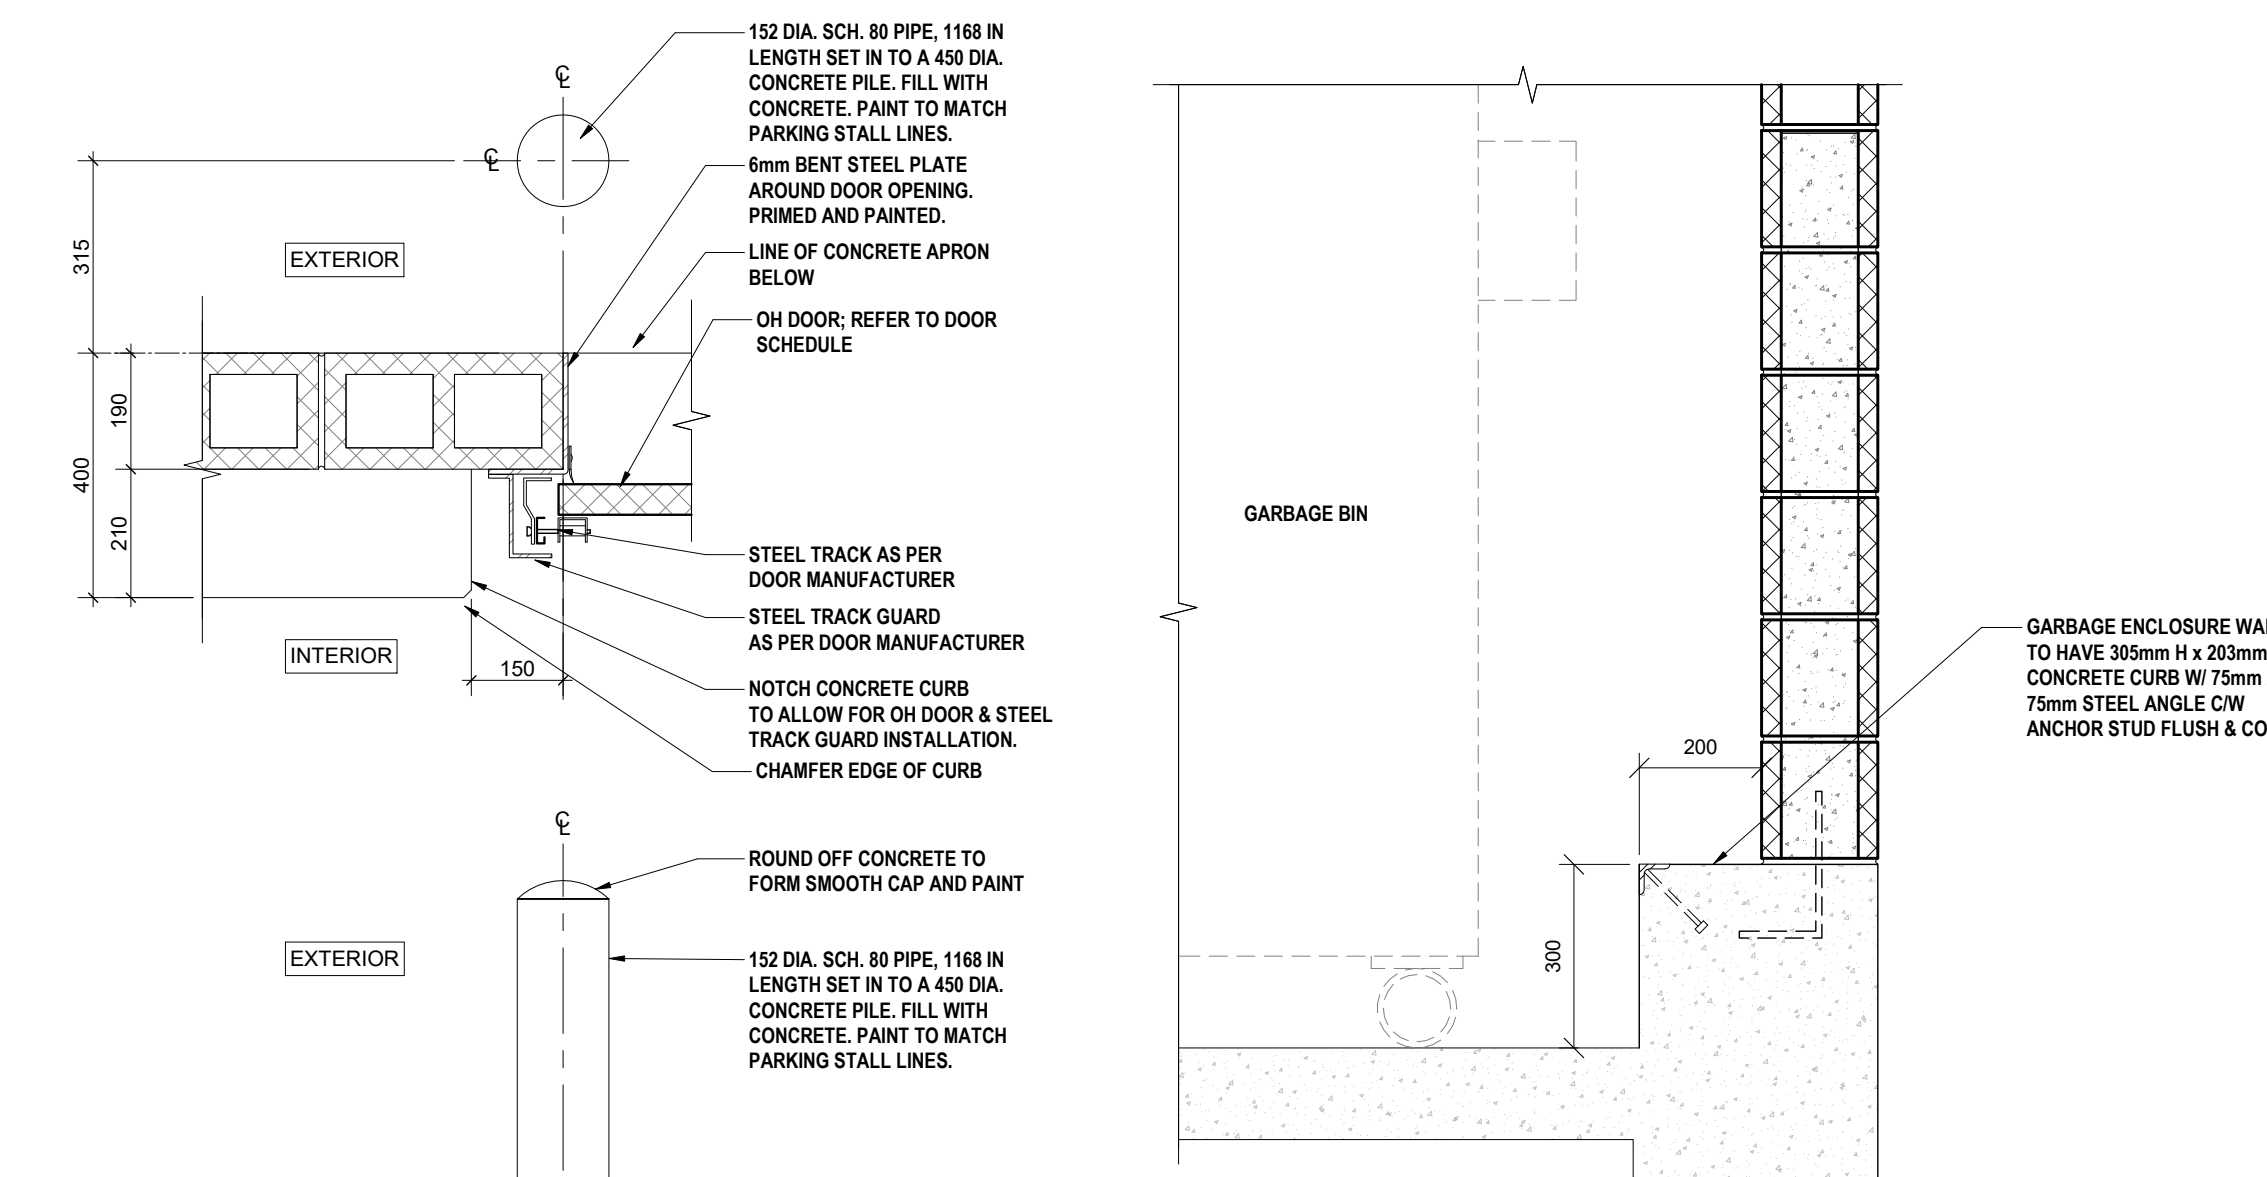 152 DIA. SCH. 80 PIPE, 1168 IN
LENGTH SET IN TO A 450 DIA.
CONCRETE PILE. FILL WITH
CONCRETE. PAINT TO MATCH
PARKING STALL LINES.
6mm BENT STEEL PLATE
AROUND DOOR OPENING.
PRIMED AND PAINTED.
LINE OF CONCRETE APRON
BELOW
OH DOOR; REFER TO DOOR
SCHEDULE
℄
℄
315
EXTERIOR
190
400
210
INTERIOR
150
STEEL TRACK AS PER
DOOR MANUFACTURER
STEEL TRACK GUARD
AS PER DOOR MANUFACTURER
NOTCH CONCRETE CURB
TO ALLOW FOR OH DOOR & STEEL
TRACK GUARD INSTALLATION.
CHAMFER EDGE OF CURB
℄
ROUND OFF CONCRETE TO
FORM SMOOTH CAP AND PAINT
EXTERIOR
152 DIA. SCH. 80 PIPE, 1168 IN
LENGTH SET IN TO A 450 DIA.
CONCRETE PILE. FILL WITH
CONCRETE. PAINT TO MATCH
PARKING STALL LINES.
GARBAGE BIN
200
300
GARBAGE ENCLOSURE
TO HAVE 305mm H x 203mm
CONCRETE CURB W/ 75mm
75mm STEEL ANGLE C/W
ANCHOR STUD FLUSH &